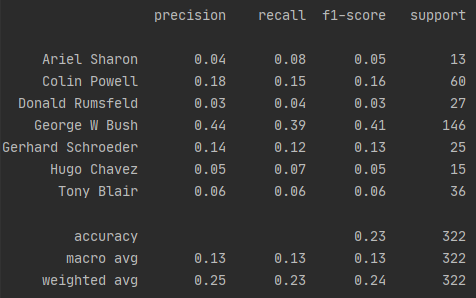 precision recall f1-score support
Ariel Sharon 0.04 0.08 0.05 13
Colin Powell 0.18 0.15 0.16 60
Donald Rumsfeld 0.03 0.04 0.03 27
George W Bush 0.44 0.39 0.41 146
Gerhard Schroeder 0.14 0.12 0.13 25
Hugo Chavez 0.05 0.07 0.05 15
Tony Blair 0.06 0.06 0.06 36
accuracy 0.23 322
macro avg 0.13 0.13 0.13 322
weighted avg 0.25 0.23 0.24 322